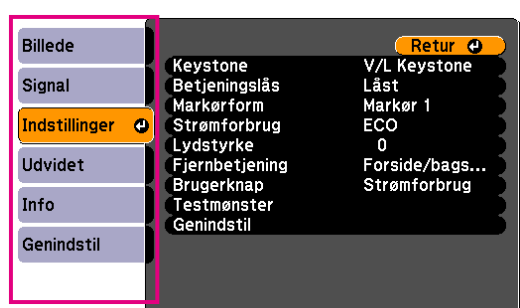 Billede
Signal
Indstillinger
Udvidet
Info
Genindstil
Retur
Keystone V/L Keystone
Betjeningslås Låst
Markørform Markør 1
Strømforbrug ECO
Lydstyrke 0
Fjernbetjening Forside/bags...
Brugerknap Strømforbrug
Testmønster
Genindstil